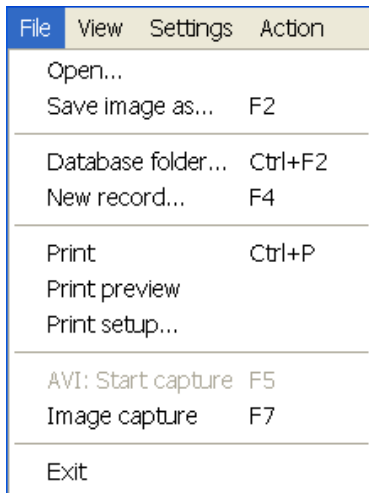 File View Settings Action
Open...
Save image as... F2
Database folder... Ctrl+F2
New record... F4
Print Ctrl+P
Print preview
Print setup...
AVI: Start capture F5
Image capture F7
Exit